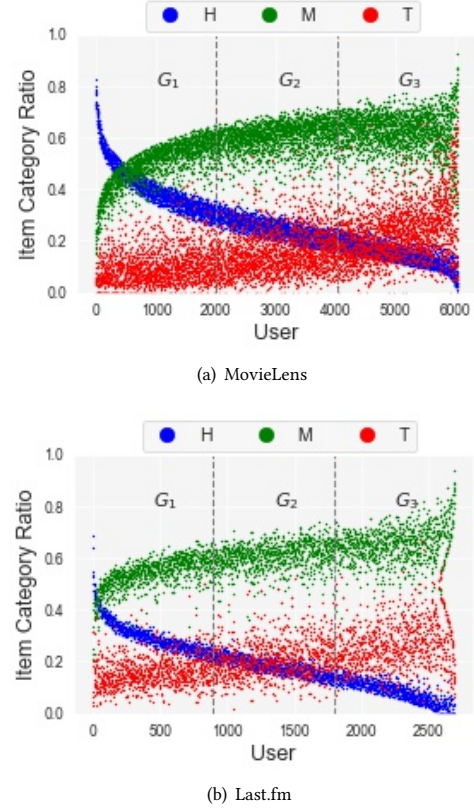 H M T
1.0
0.8
0.6
0.4
0.2
0.0
Item Category Ratio
G1 G2 G3
0 1000 2000 3000 4000 5000 6000
User
(a) MovieLens
H M T
1.0
0.8
0.6
0.4
0.2
0.0
Item Category Ratio
G1 G2 G3
0 500 1000 1500 2000 2500
User
(b) Last.fm